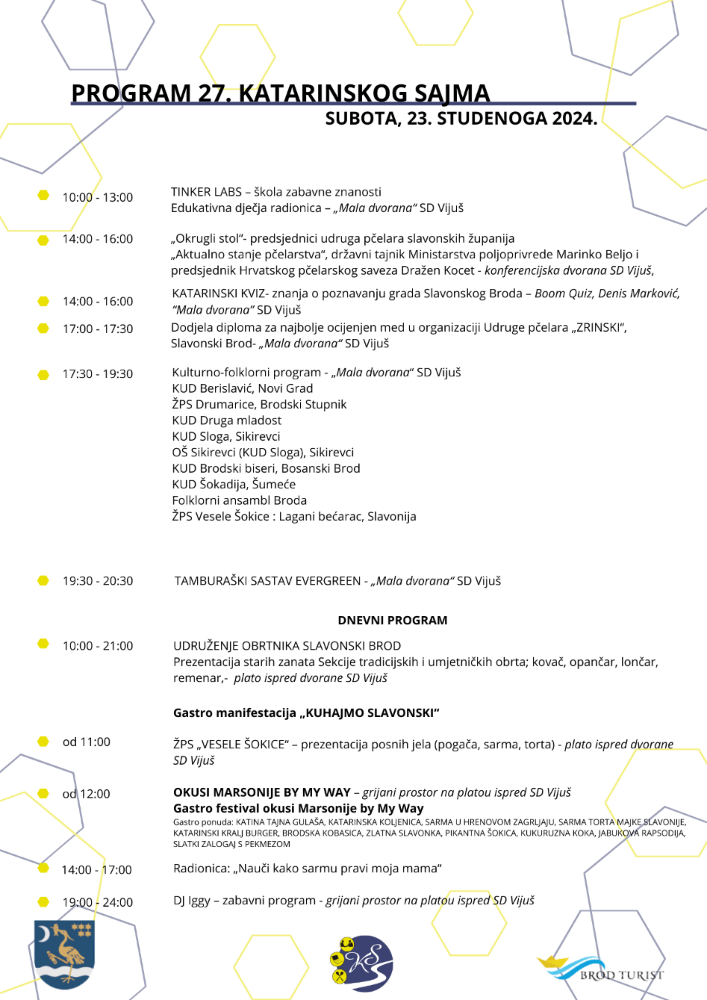 PROGRAM 27. KATARINSKOG SAJMA
SUBOTA, 23. STUDENOGA 2024.
10:00 - 13:00
TINKER LABS – škola zabavne znanosti
Edukativna dječja radionica – „Mala dvorana“ SD Vijuš
14:00 - 16:00
„Okrugli stol“- predsjednici udruga pčelara slavonskih županija
„Aktualno stanje pčelarstva“, državni tajnik Ministarstva poljoprivrede Marinko Beljo i
predsjednik Hrvatskog pčelarskog saveza Dražen Kocet - konferencijska dvorana SD Vijuš,
14:00 - 16:00
KATARINSKI KVIZ- znanja o poznavanju grada Slavonskog Broda – Boom Quiz, Denis Marković,
“Mala dvorana” SD Vijuš
17:00 - 17:30
Dodjela diploma za najbolje ocijenjen med u organizaciji Udruge pčelara „ZRINSKI“,
Slavonski Brod- „Mala dvorana“ SD Vijuš
17:30 - 19:30
Kulturno-folklorni program - „Mala dvorana“ SD Vijuš
KUD Berislavić, Novi Grad
ŽPS Drumarice, Brodski Stupnik
KUD Druga mladost
KUD Sloga, Sikirevci
OŠ Sikirevci (KUD Sloga), Sikirevci
KUD Brodski biseri, Bosanski Brod
KUD Šokadija, Šumeće
Folklorni ansambl Broda
ŽPS Vesele Šokice : Lagani bećarac, Slavonija
19:30 - 20:30
TAMBURAŠKI SASTAV EVERGREEN - „Mala dvorana“ SD Vijuš
DNEVNI PROGRAM
10:00 - 21:00
UDRUŽENJE OBRTNIKA SLAVONSKI BROD
Prezentacija starih zanata Sekcije tradicijskih i umjetničkih obrta; kovač, opančar, lončar,
remenar,- plato ispred dvorane SD Vijuš
Gastro manifestacija „KUHAJMO SLAVONSKI“
od 11:00
ŽPS „VESELE ŠOKICE“ – prezentacija posnih jela (pogača, sarma, torta) - plato ispred dvorane
SD Vijuš
od 12:00
OKUSI MARSONIJE BY MY WAY – grijani prostor na platou ispred SD Vijuš
Gastro festival okusi Marsonije by My Way
Gastro ponuda: KATINA TAJNA GULAŠA, KATARINSKA KOLJENICA, SARMA U HRENOVOM ZAGRLJAJU, SARMA TORTA MAJKE SLAVONIJE,
KATARINSKI KRALJ BURGER, BRODSKA KOBASICA, ZLATNA SLAVONKA, PIKANTNA ŠOKICA, KUKURUZNA KOKA, JABUKOVA RAPSODIJA,
SLATKI ZALOGAJ S PEKMEZOM
14:00 - 17:00
Radionica: „Nauči kako sarmu pravi moja mama“
19:00 - 24:00
DJ Iggy – zabavni program - grijani prostor na platou ispred SD Vijuš
KS
BROD TURIST